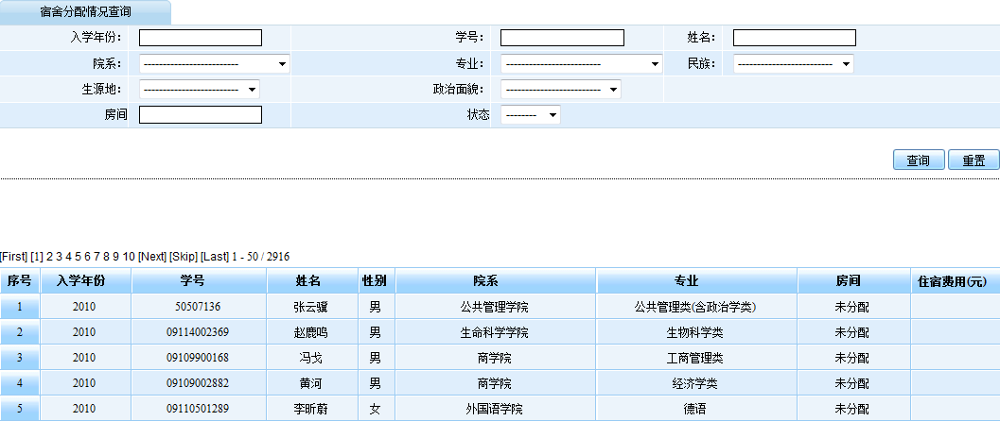 宿舍分配情况查询
入学年份: 学号: 姓名:
院系: ------------------------- 专业: ------------------------- 民族: -------------------------
生源地: ------------------------- 政治面貌: -------------------------
房间 状态 --------
查询 重置
[First] [1] 2 3 4 5 6 7 8 9 10 [Next] [Skip] [Last] 1 - 50 / 2916
序号 入学年份 学号 姓名 性别 院系 专业 房间 住宿费用(元)
1 2010 50507136 张云骥 男 公共管理学院 公共管理类(含政治学类) 未分配
2 2010 09114002369 赵鹿鸣 男 生命科学学院 生物科学类 未分配
3 2010 09109900168 冯戈 男 商学院 工商管理类 未分配
4 2010 09109002882 黄河 男 商学院 经济学类 未分配
5 2010 09110501289 李昕蔚 女 外国语学院 德语 未分配